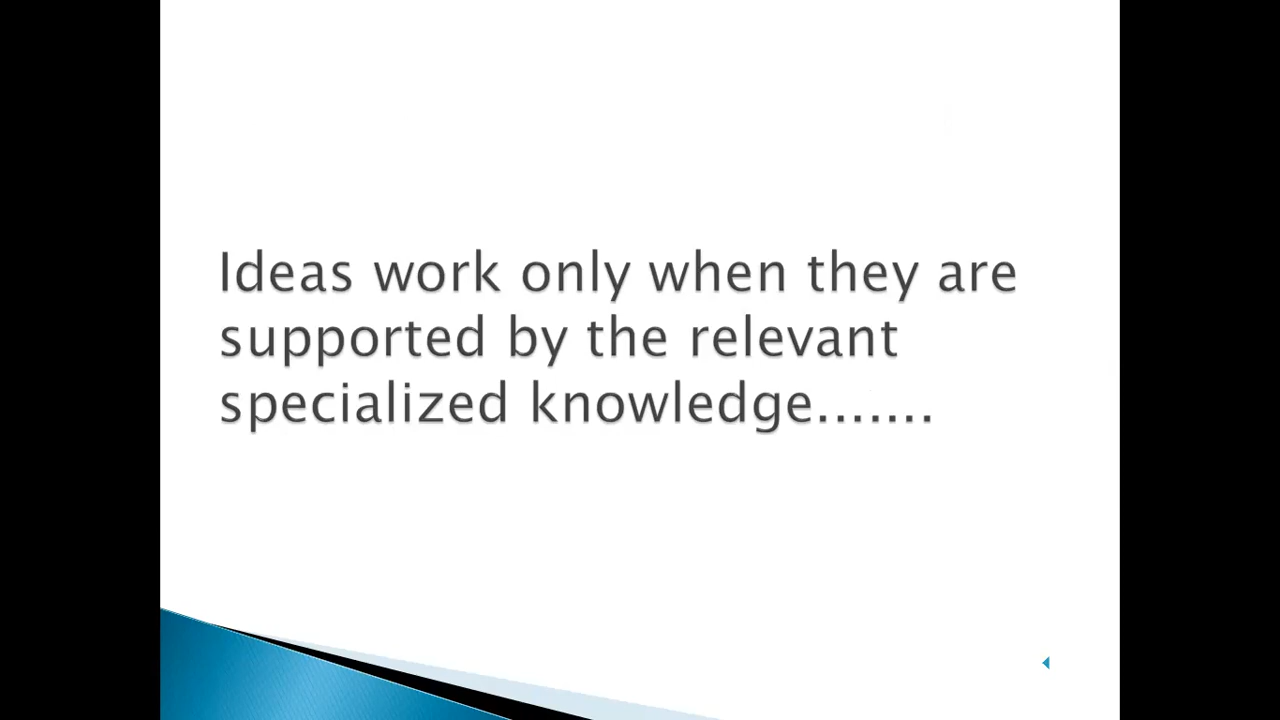 Ideas work only when they are
supported by the relevant
specialized knowledge.......